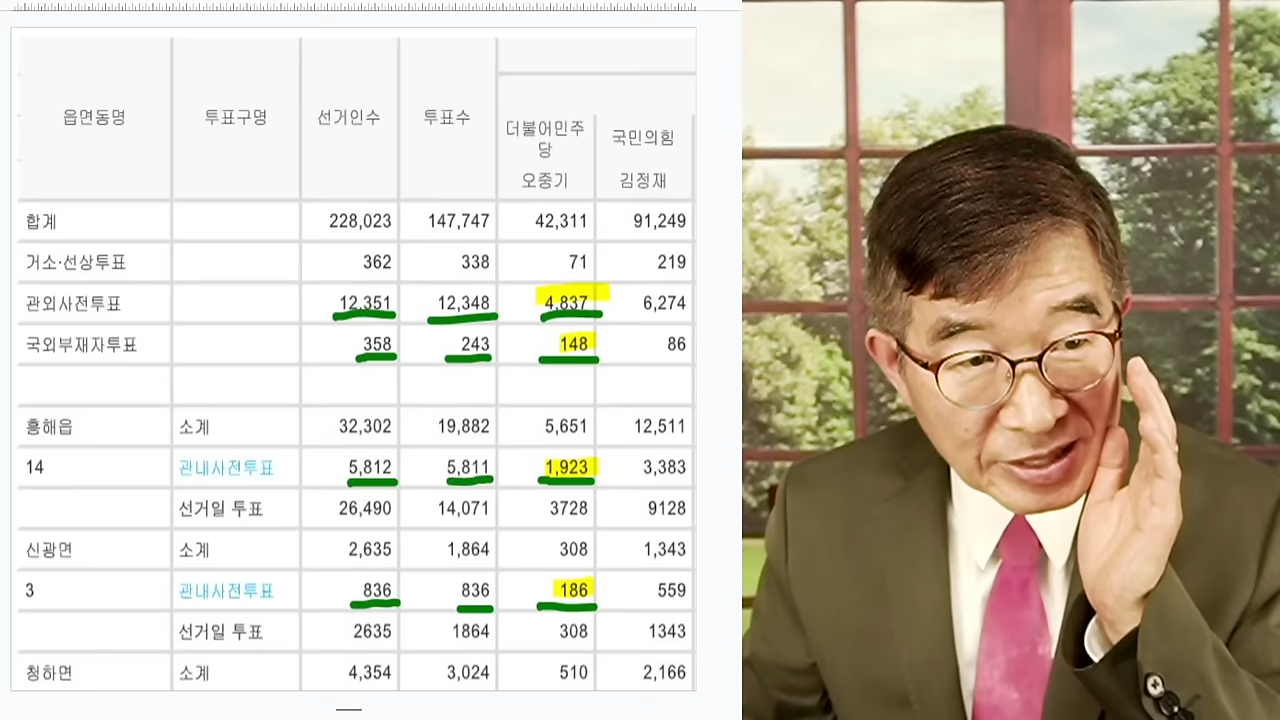 읍면동명 투표구명 선거인수 투표수 더불어민주 국민의힘
당
오중기 김정재
합계 228,023 147,747 42,311 91,249
거소·선상투표 362 338 71 219
관외사전투표 12,351 12,348 4,837 6,274
국외부재자투표 358 243 148 86
흥해읍 소계 32,302 19,882 5,651 12,511
14 관내사전투표 5,812 5,811 1,923 3,383
선거일 투표 26,490 14,071 3728 9128
신광면 소계 2,635 1,864 308 1,343
3 관내사전투표 836 836 186 559
선거일 투표 2635 1864 308 1343
청하면 소계 4,354 3,024 510 2,166